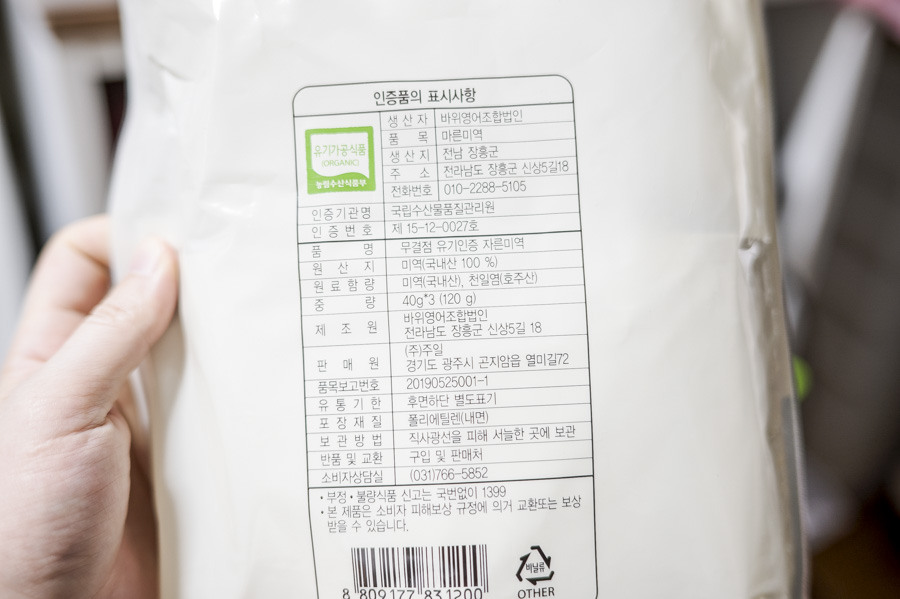 인증품의 표시사항
유기가공식품
(ORGANIC)
농림수산식품부
생 산 자 바위영어조합법인
품 목 마른미역
생 산 지 전남 장흥군
주 소 전라남도 장흥군 신상5길18
전화번호 010-2288-5105
인증기관명 국립수산물품질관리원
인 증 번 호 제 15-12-0027호
품 명 무결점 유기인증 자른미역
원 산 지 미역(국내산 100 %)
원 료 함 량 미역(국내산), 천일염(호주산)
중 량 40g*3 (120 g)
제 조 원 바위영어조합법인
전라남도 장흥군 신상5길 18
판 매 원 (주)주일
경기도 광주시 곤지암읍 열미길72
품목보고번호 20190525001-1
유 통 기 한 후면하단 별도표기
포 장 재 질 폴리에틸렌(내면)
보 관 방 법 직사광선을 피해 서늘한 곳에 보관
반품 및 교환 구입 및 판매처
소비자상담실 (031)766-5852
• 부정 • 불량식품 신고는 국번없이 1399
• 본 제품은 소비자 피해보상 규정에 의거 교환또는 보상
받을 수 있습니다.
비닐류
OTHER
8 809177 831200